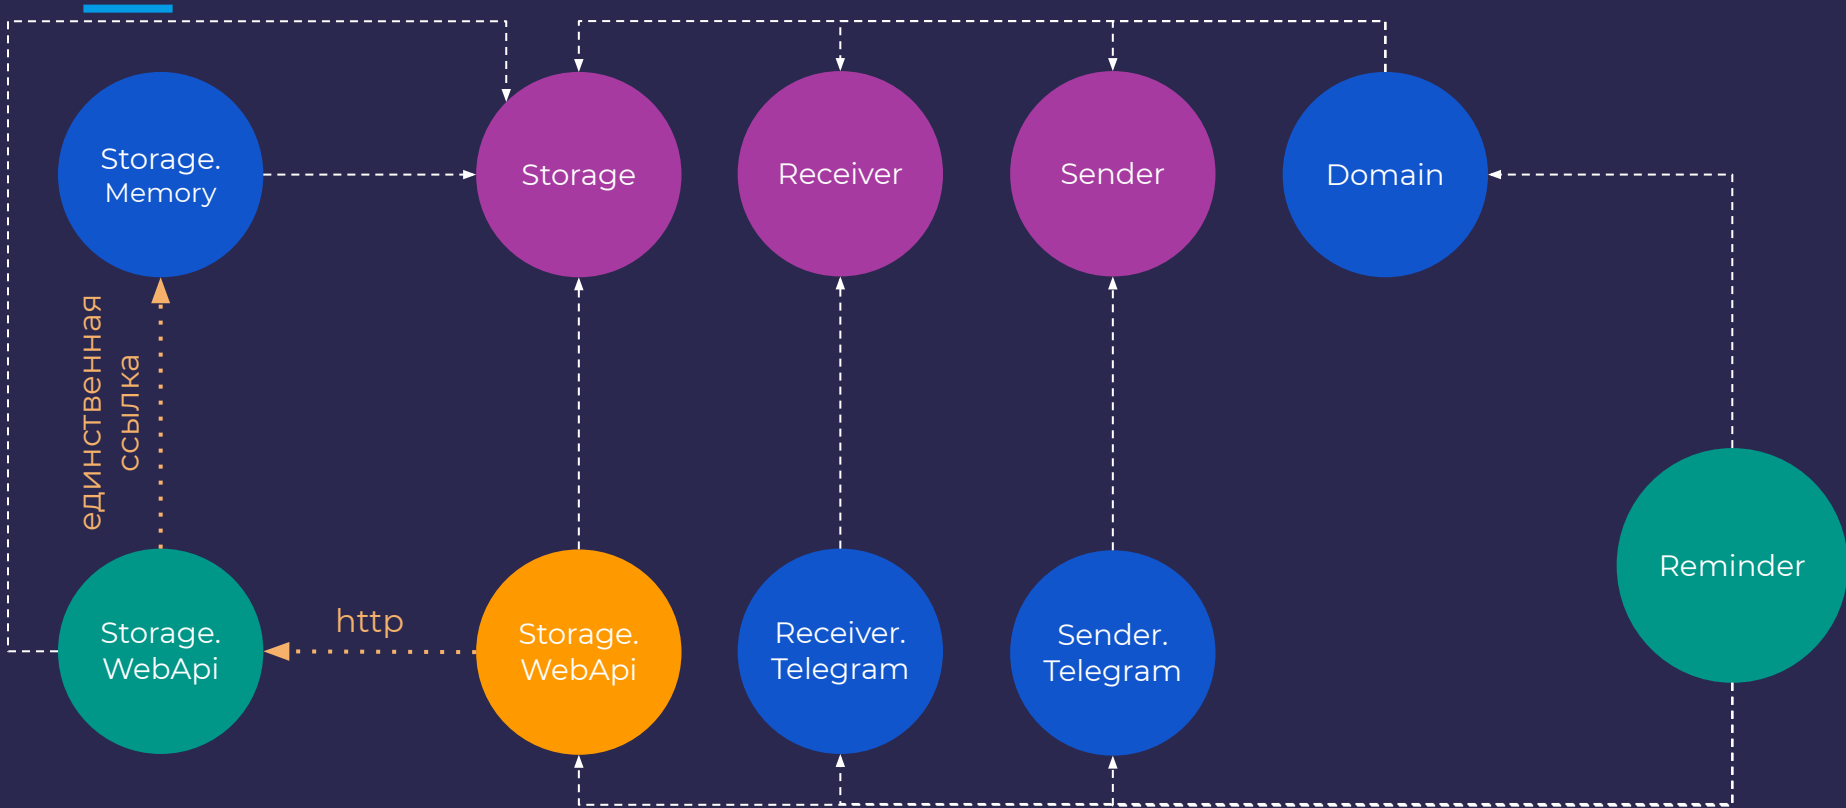 Storage.
Memory
Storage
Receiver
Sender
Domain
единственная
ссылка
Reminder
Storage.
WebApi
http
Storage.
WebApi
Receiver.
Telegram
Sender.
Telegram